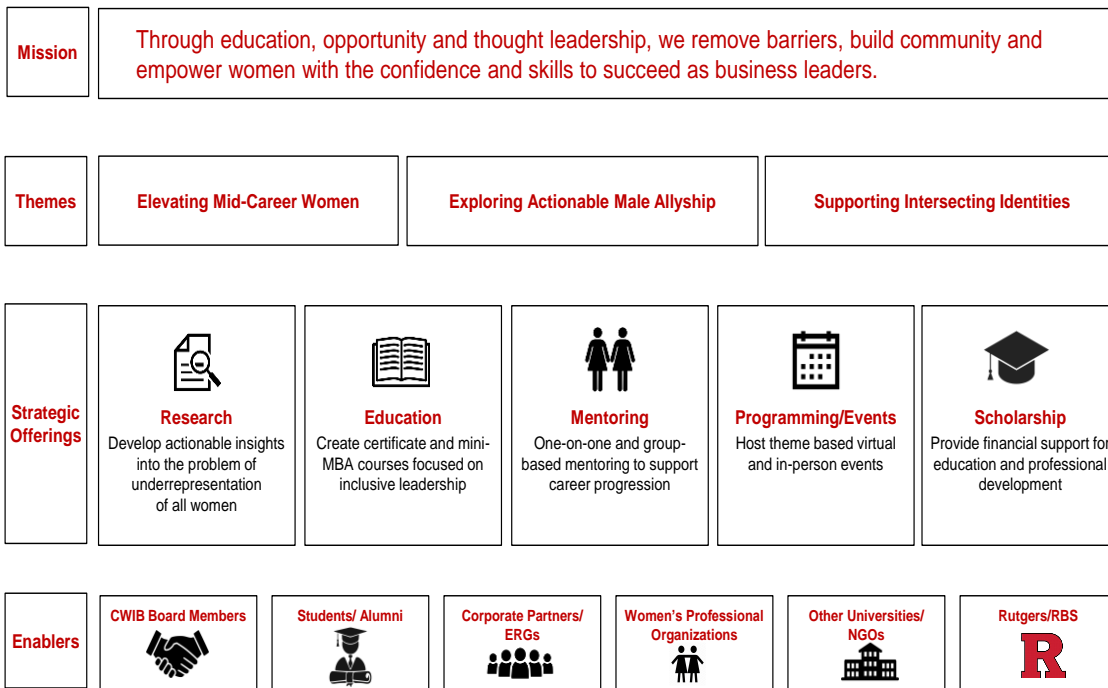 Mission
Through education, opportunity and thought leadership, we remove barriers, build community and
empower women with the confidence and skills to succeed as business leaders.
Themes
Elevating Mid-Career Women
Exploring Actionable Male Allyship
Supporting Intersecting Identities
Strategic
Offerings
Research
Develop actionable insights
into the problem of
underrepresentation
of all women
Education
Create certificate and mini-
MBA courses focused on
inclusive leadership
Mentoring
One-on-one and group-
based mentoring to support
career progression
Programming/Events
Host theme based virtual
and in-person events
Scholarship
Provide financial support for
education and professional
development
Enablers
CWIB Board Members
Students/ Alumni
Corporate Partners/
ERGs
Women's Professional
Organizations
Other Universities/
NGOs
Rutgers/RBS
R